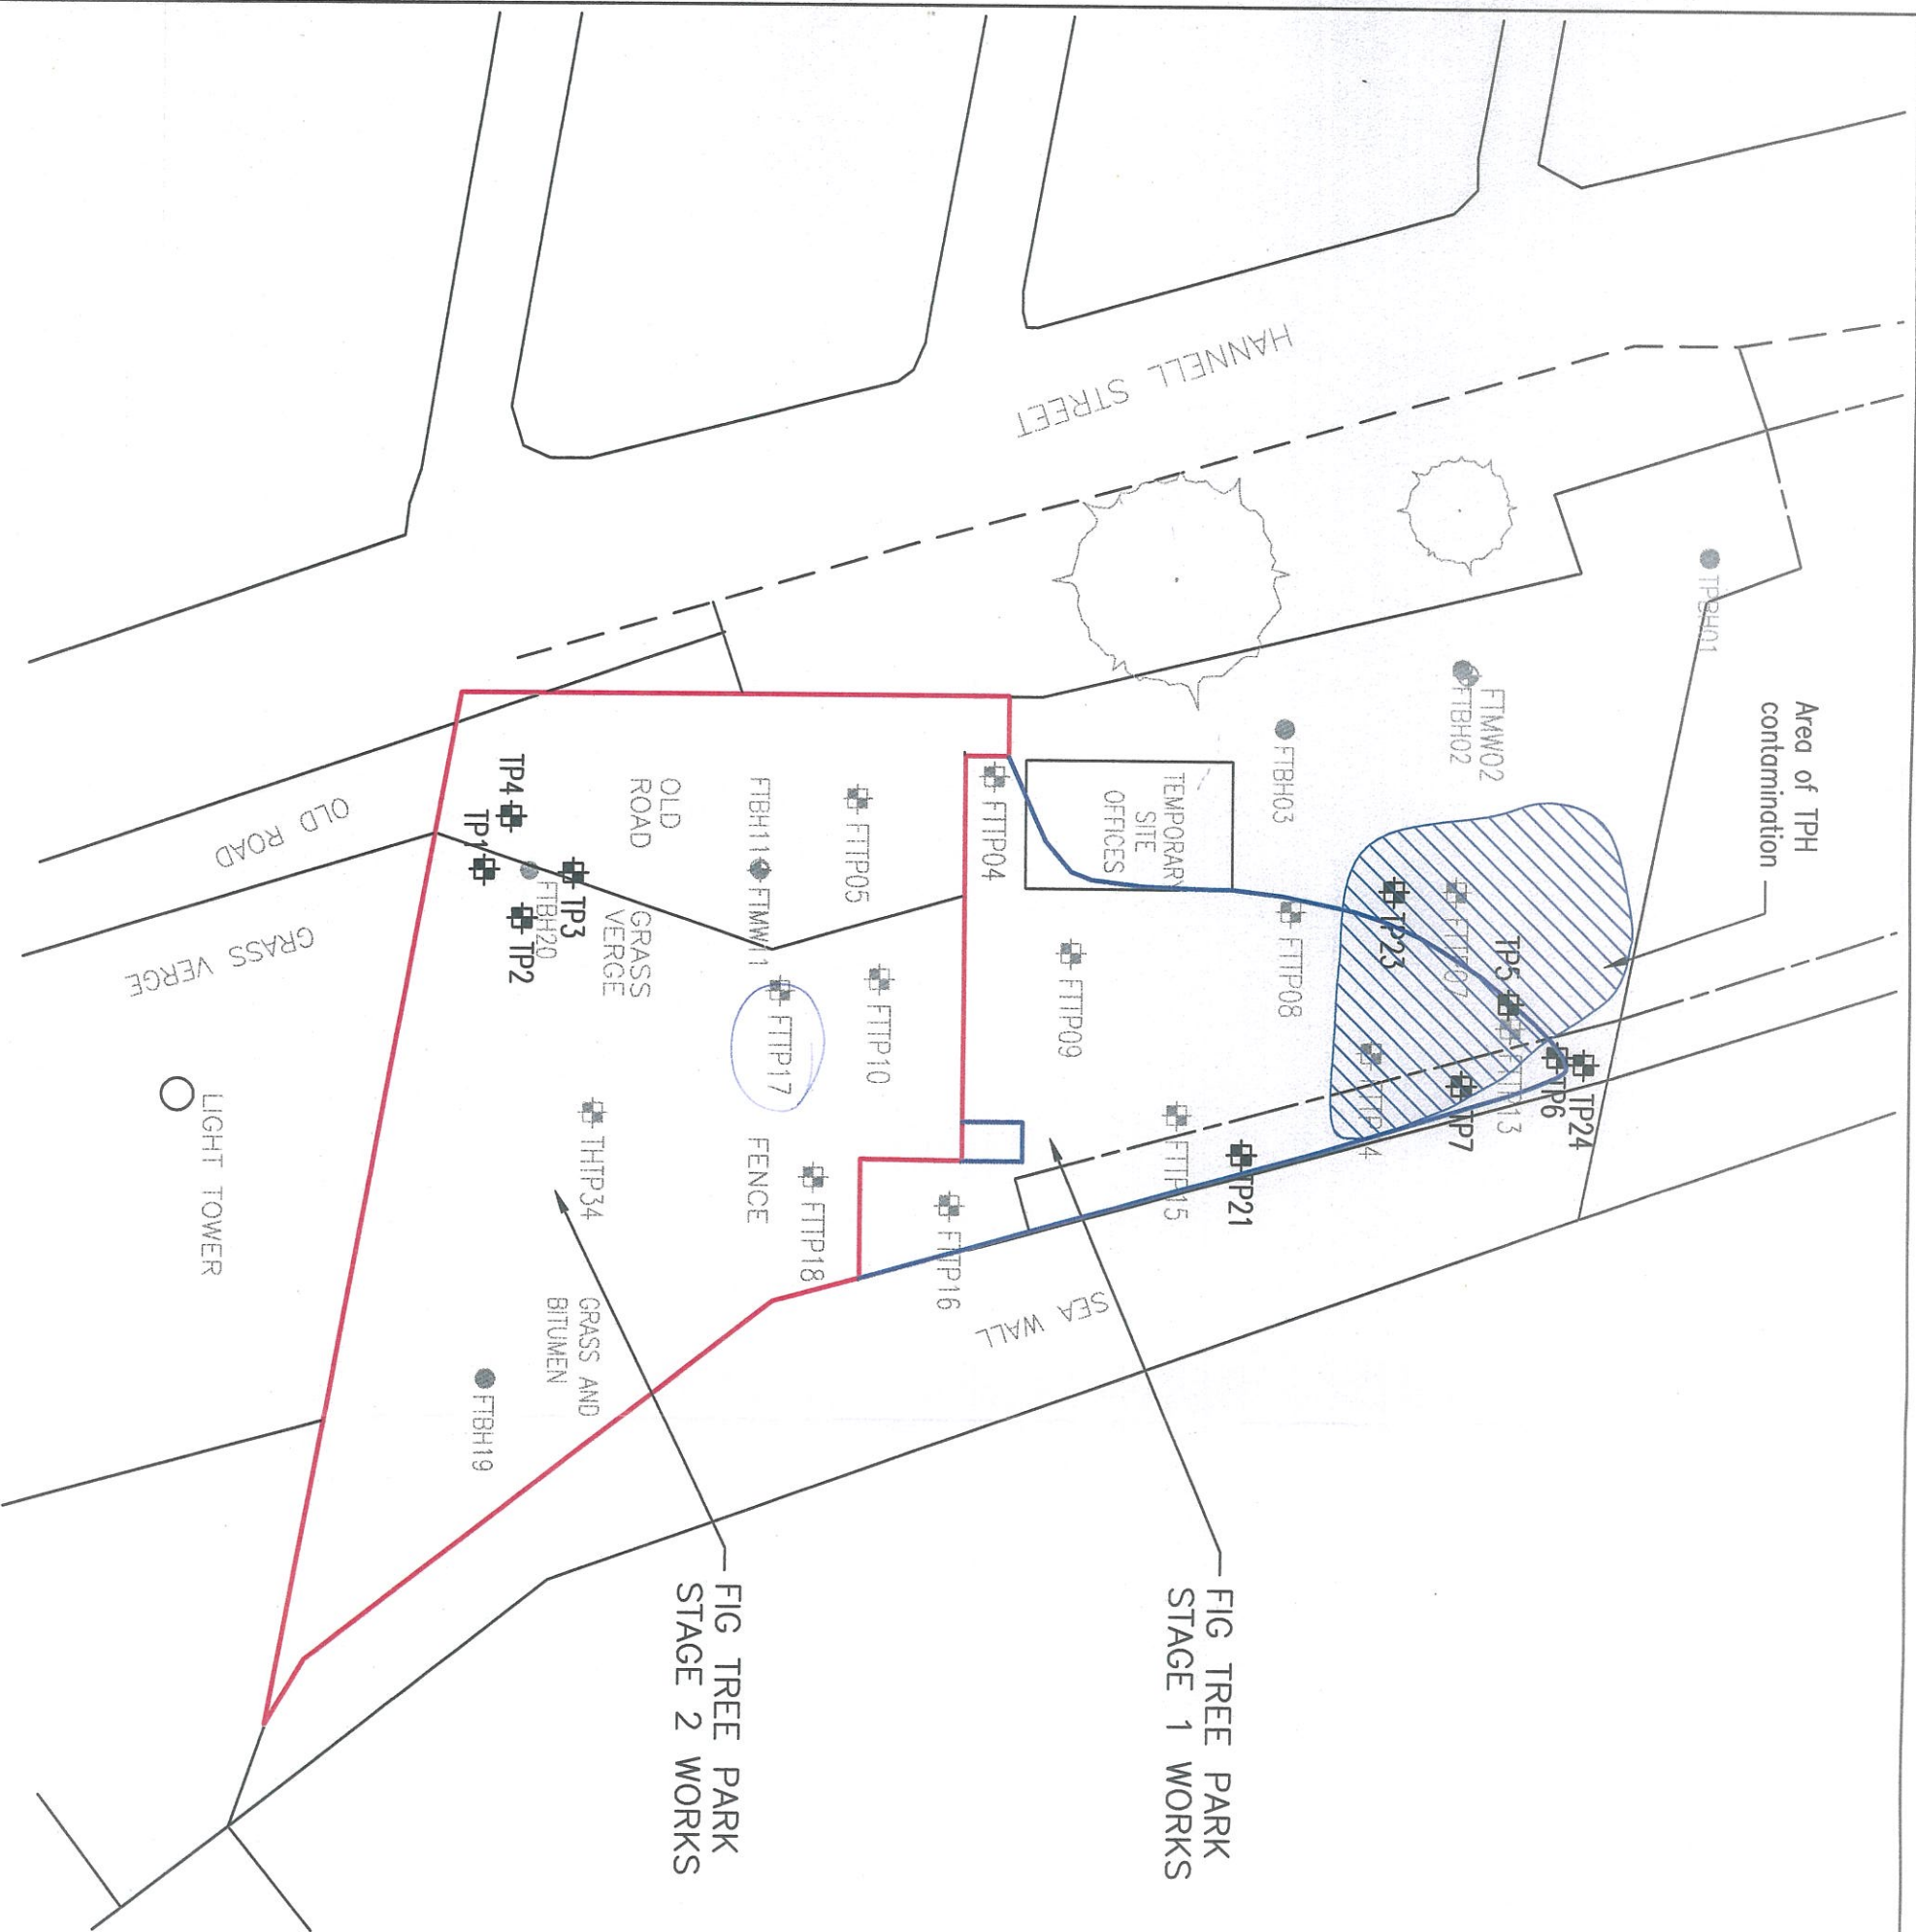 HANNELL STREET
TPBH01
Area of TPH
contamination
FTMW02
FTBH02
FTBH03
TEMPORARY
SITE
OFFICES
FTTP04
FTTP05
FTBH11
FTMW11
OLD
ROAD
TP4
TP1
TP3
FTBH20
TP2
GRASS
VERGE
OLD ROAD
GRASS VERGE
TP23
FTTP07
TP5
FTTP13
TP6
TP24
TP7
FTTP08
FTTP09
FTTP10
FTTP17
FTTP15
TP21
FTTP16
FTTP18
FENCE
THTP34
LIGHT TOWER
SEA WALL
GRASS AND
BITUMEN
FTBH19
FIG TREE PARK
STAGE 1 WORKS
FIG TREE PARK
STAGE 2 WORKS